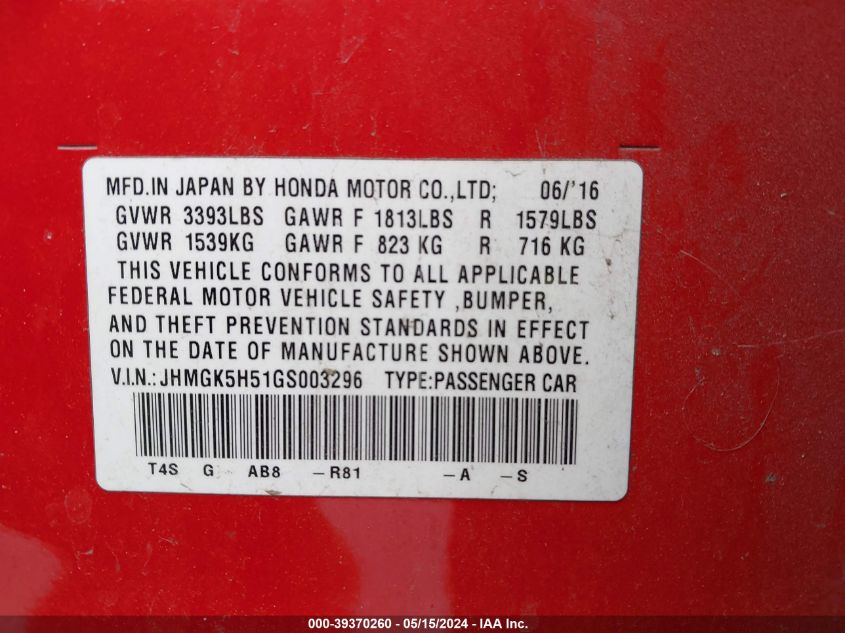 MFD.IN JAPAN BY HONDA MOTOR CO.,LTD; 06/'16
GVWR 3393LBS GAWR F 1813LBS R 1579LBS
GVWR 1539KG GAWR F 823 KG R 716 KG
THIS VEHICLE CONFORMS TO ALL APPLICABLE
FEDERAL MOTOR VEHICLE SAFETY ,BUMPER,
AND THEFT PREVENTION STANDARDS IN EFFECT
ON THE DATE OF MANUFACTURE SHOWN ABOVE.
V.I.N.: JHMGK5H51GS003296 TYPE:PASSENGER CAR
T4S G AB8 -R81 -A -S
000-39370260 - 05/15/2024 - IAA Inc.